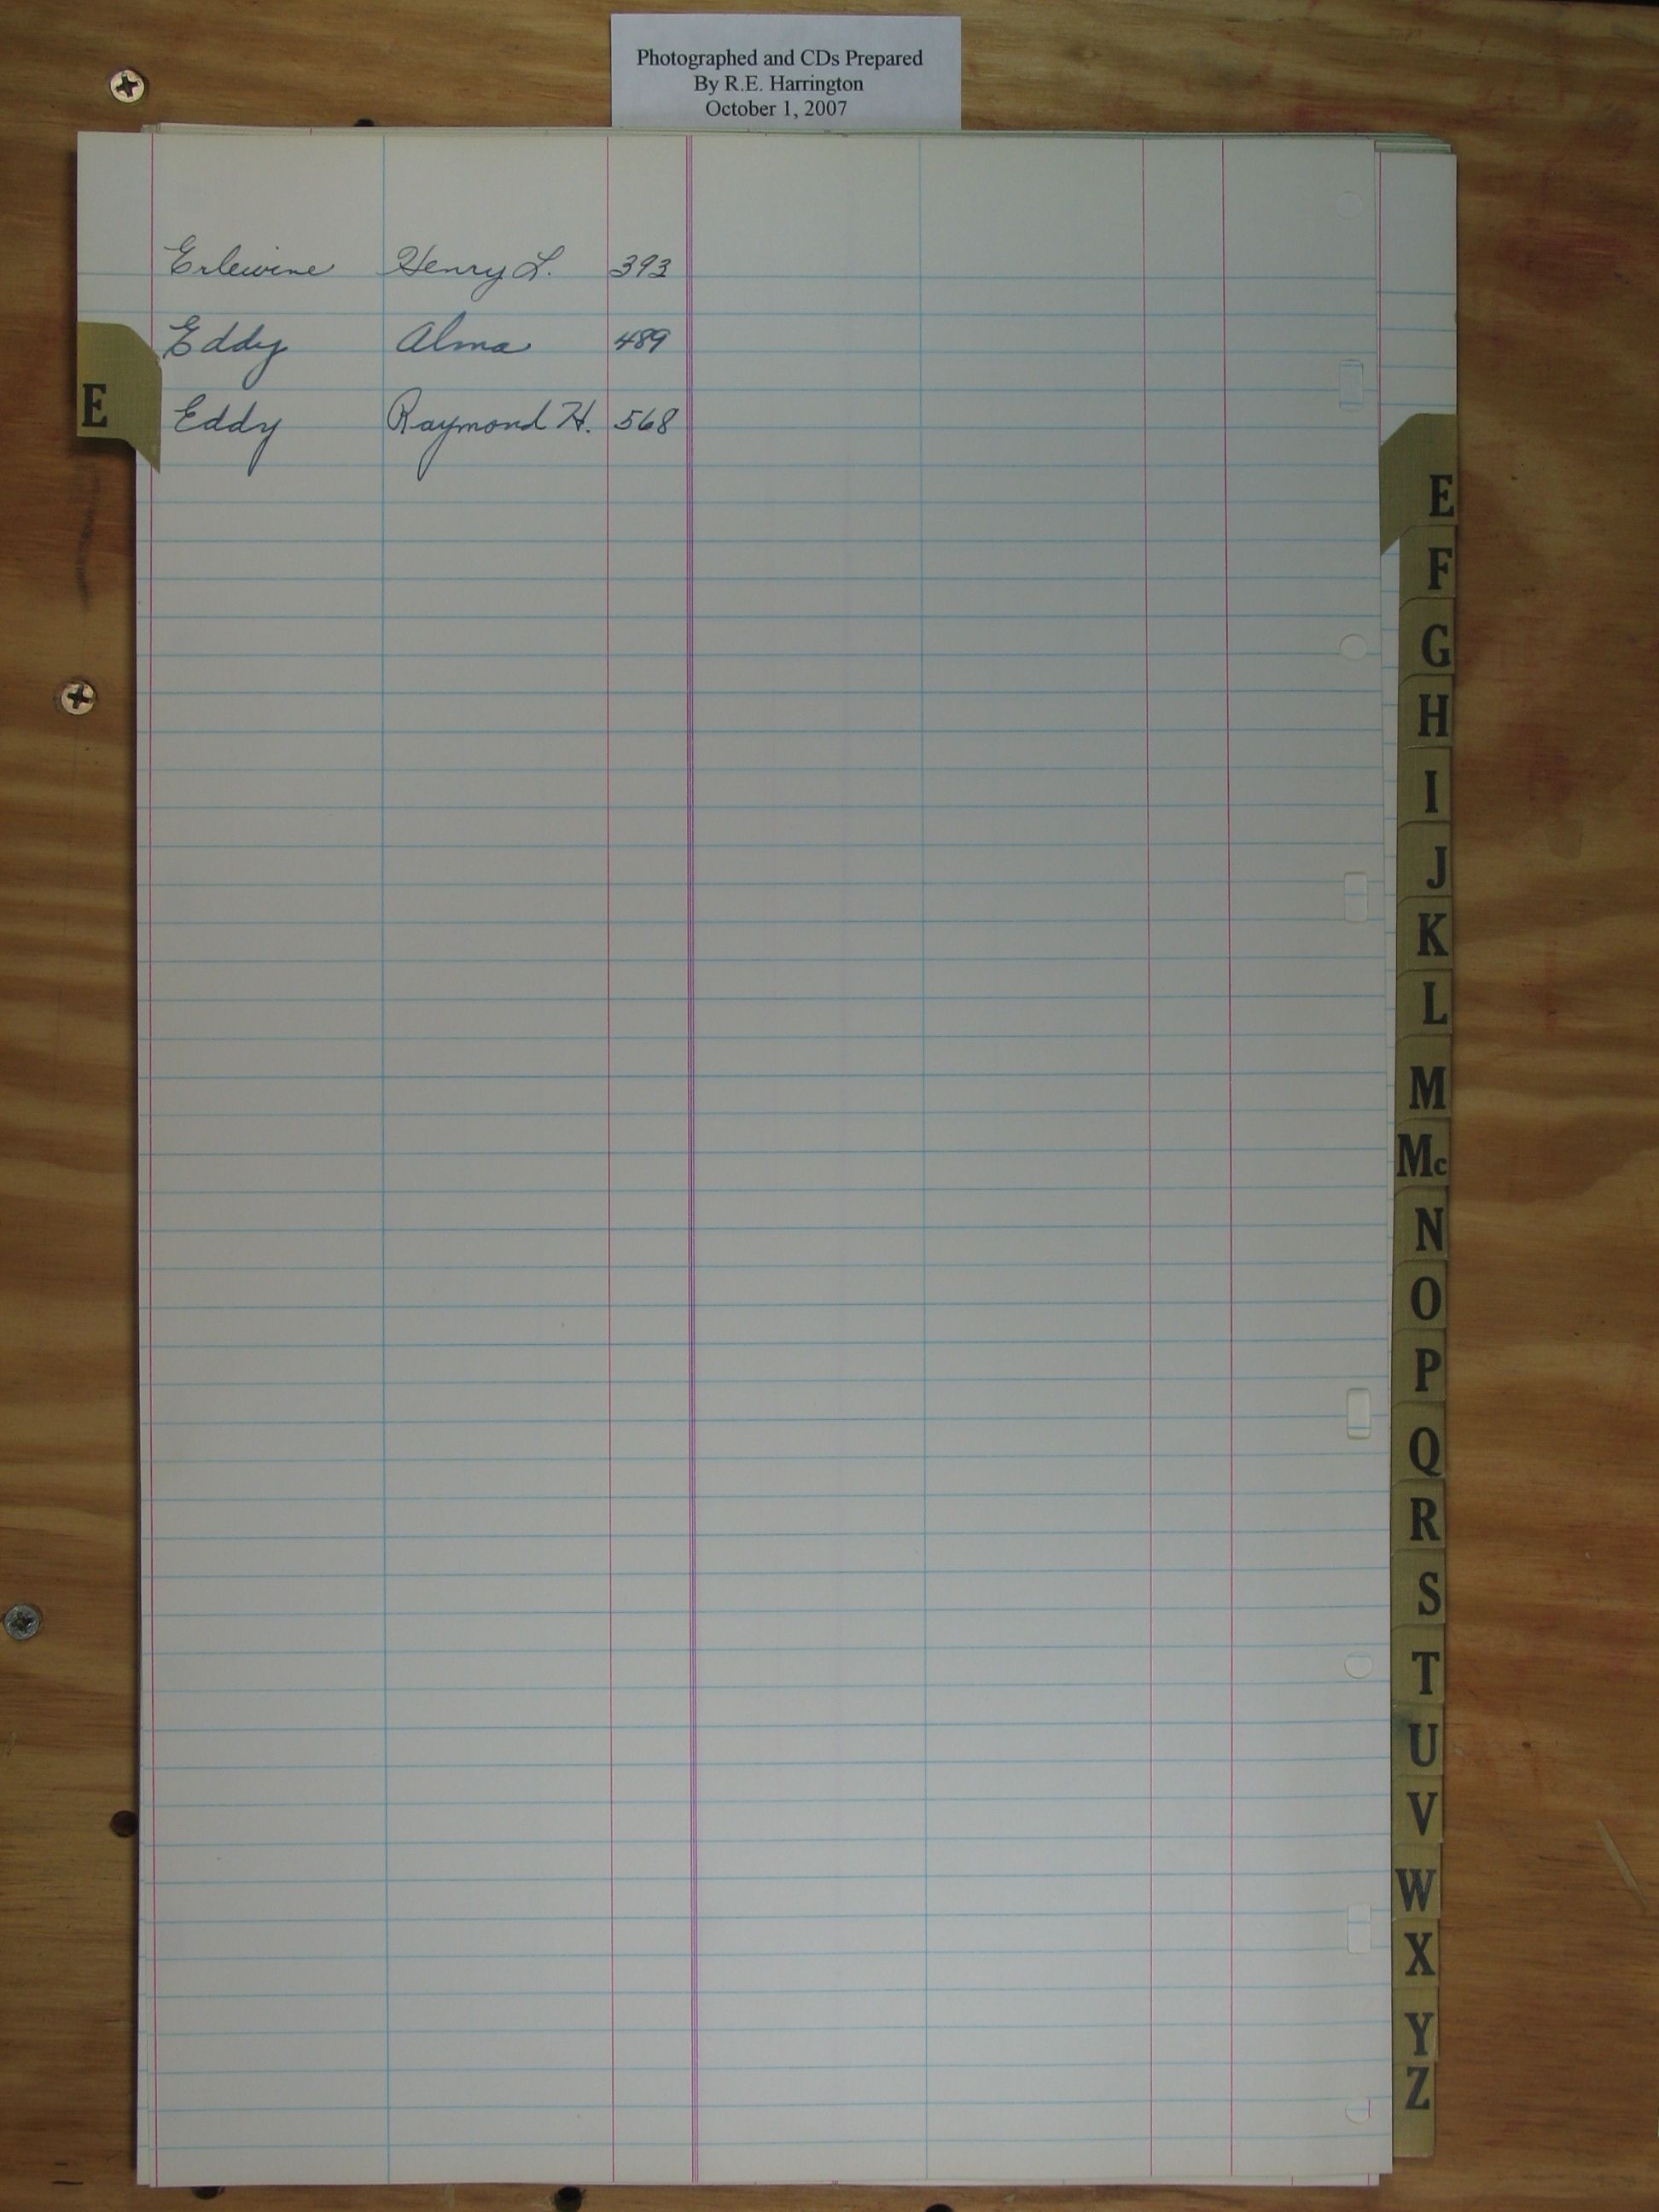 Photographed and CDs Prepared
By R.E. Harrington
October 1, 2007
Erlewine Henry L. 393
Eddy Alma 489
Eddy Raymond H. 568
E
E
F
G
H
I
J
K
L
M
Mc
N
O
P
Q
R
S
T
U
V
W
X
Y
Z